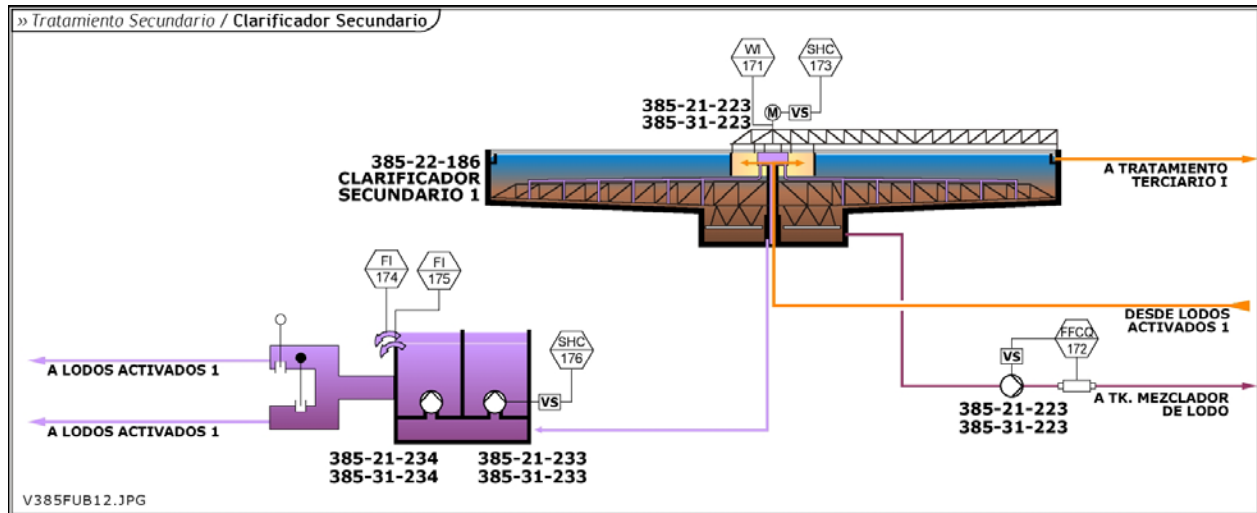 » Tratamiento Secundario / Clarificador Secundario
WI
171
SHC
173
385-21-223
385-31-223
M
VS
385-22-186
CLARIFICADOR
SECUNDARIO 1
A TRATAMIENTO
TERCIARIO I
FI
174
FI
175
DESDE LODOS
ACTIVADOS 1
SHC
176
FFCQ
172
VS
A LODOS ACTIVADOS 1
VS
A TK. MEZCLADOR
DE LODO
385-21-223
385-31-223
A LODOS ACTIVADOS 1
385-21-234
385-31-234
385-21-233
385-31-233
V385FUB12.JPG